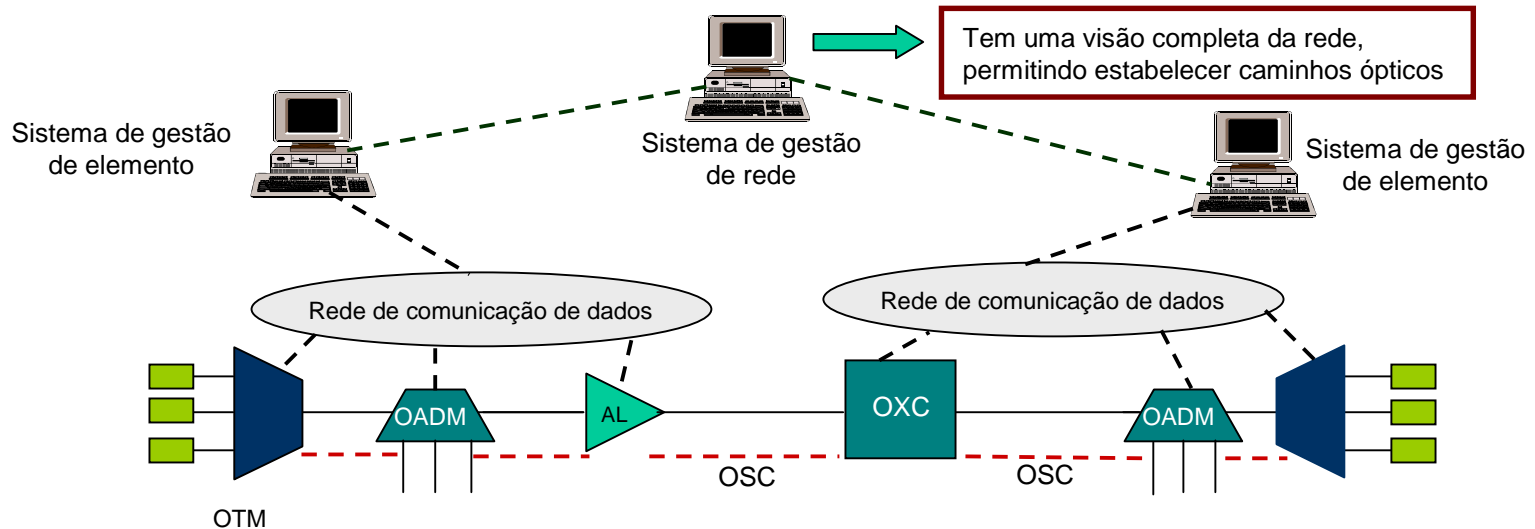 Tem uma visão completa da rede,
permitindo estabelecer caminhos ópticos
Sistema de gestão
de elemento
Sistema de gestão
de rede
Sistema de gestão
de elemento
Rede de comunicação de dados
Rede de comunicação de dados
OADM
AL
OXC
OADM
OSC
OSC
OTM